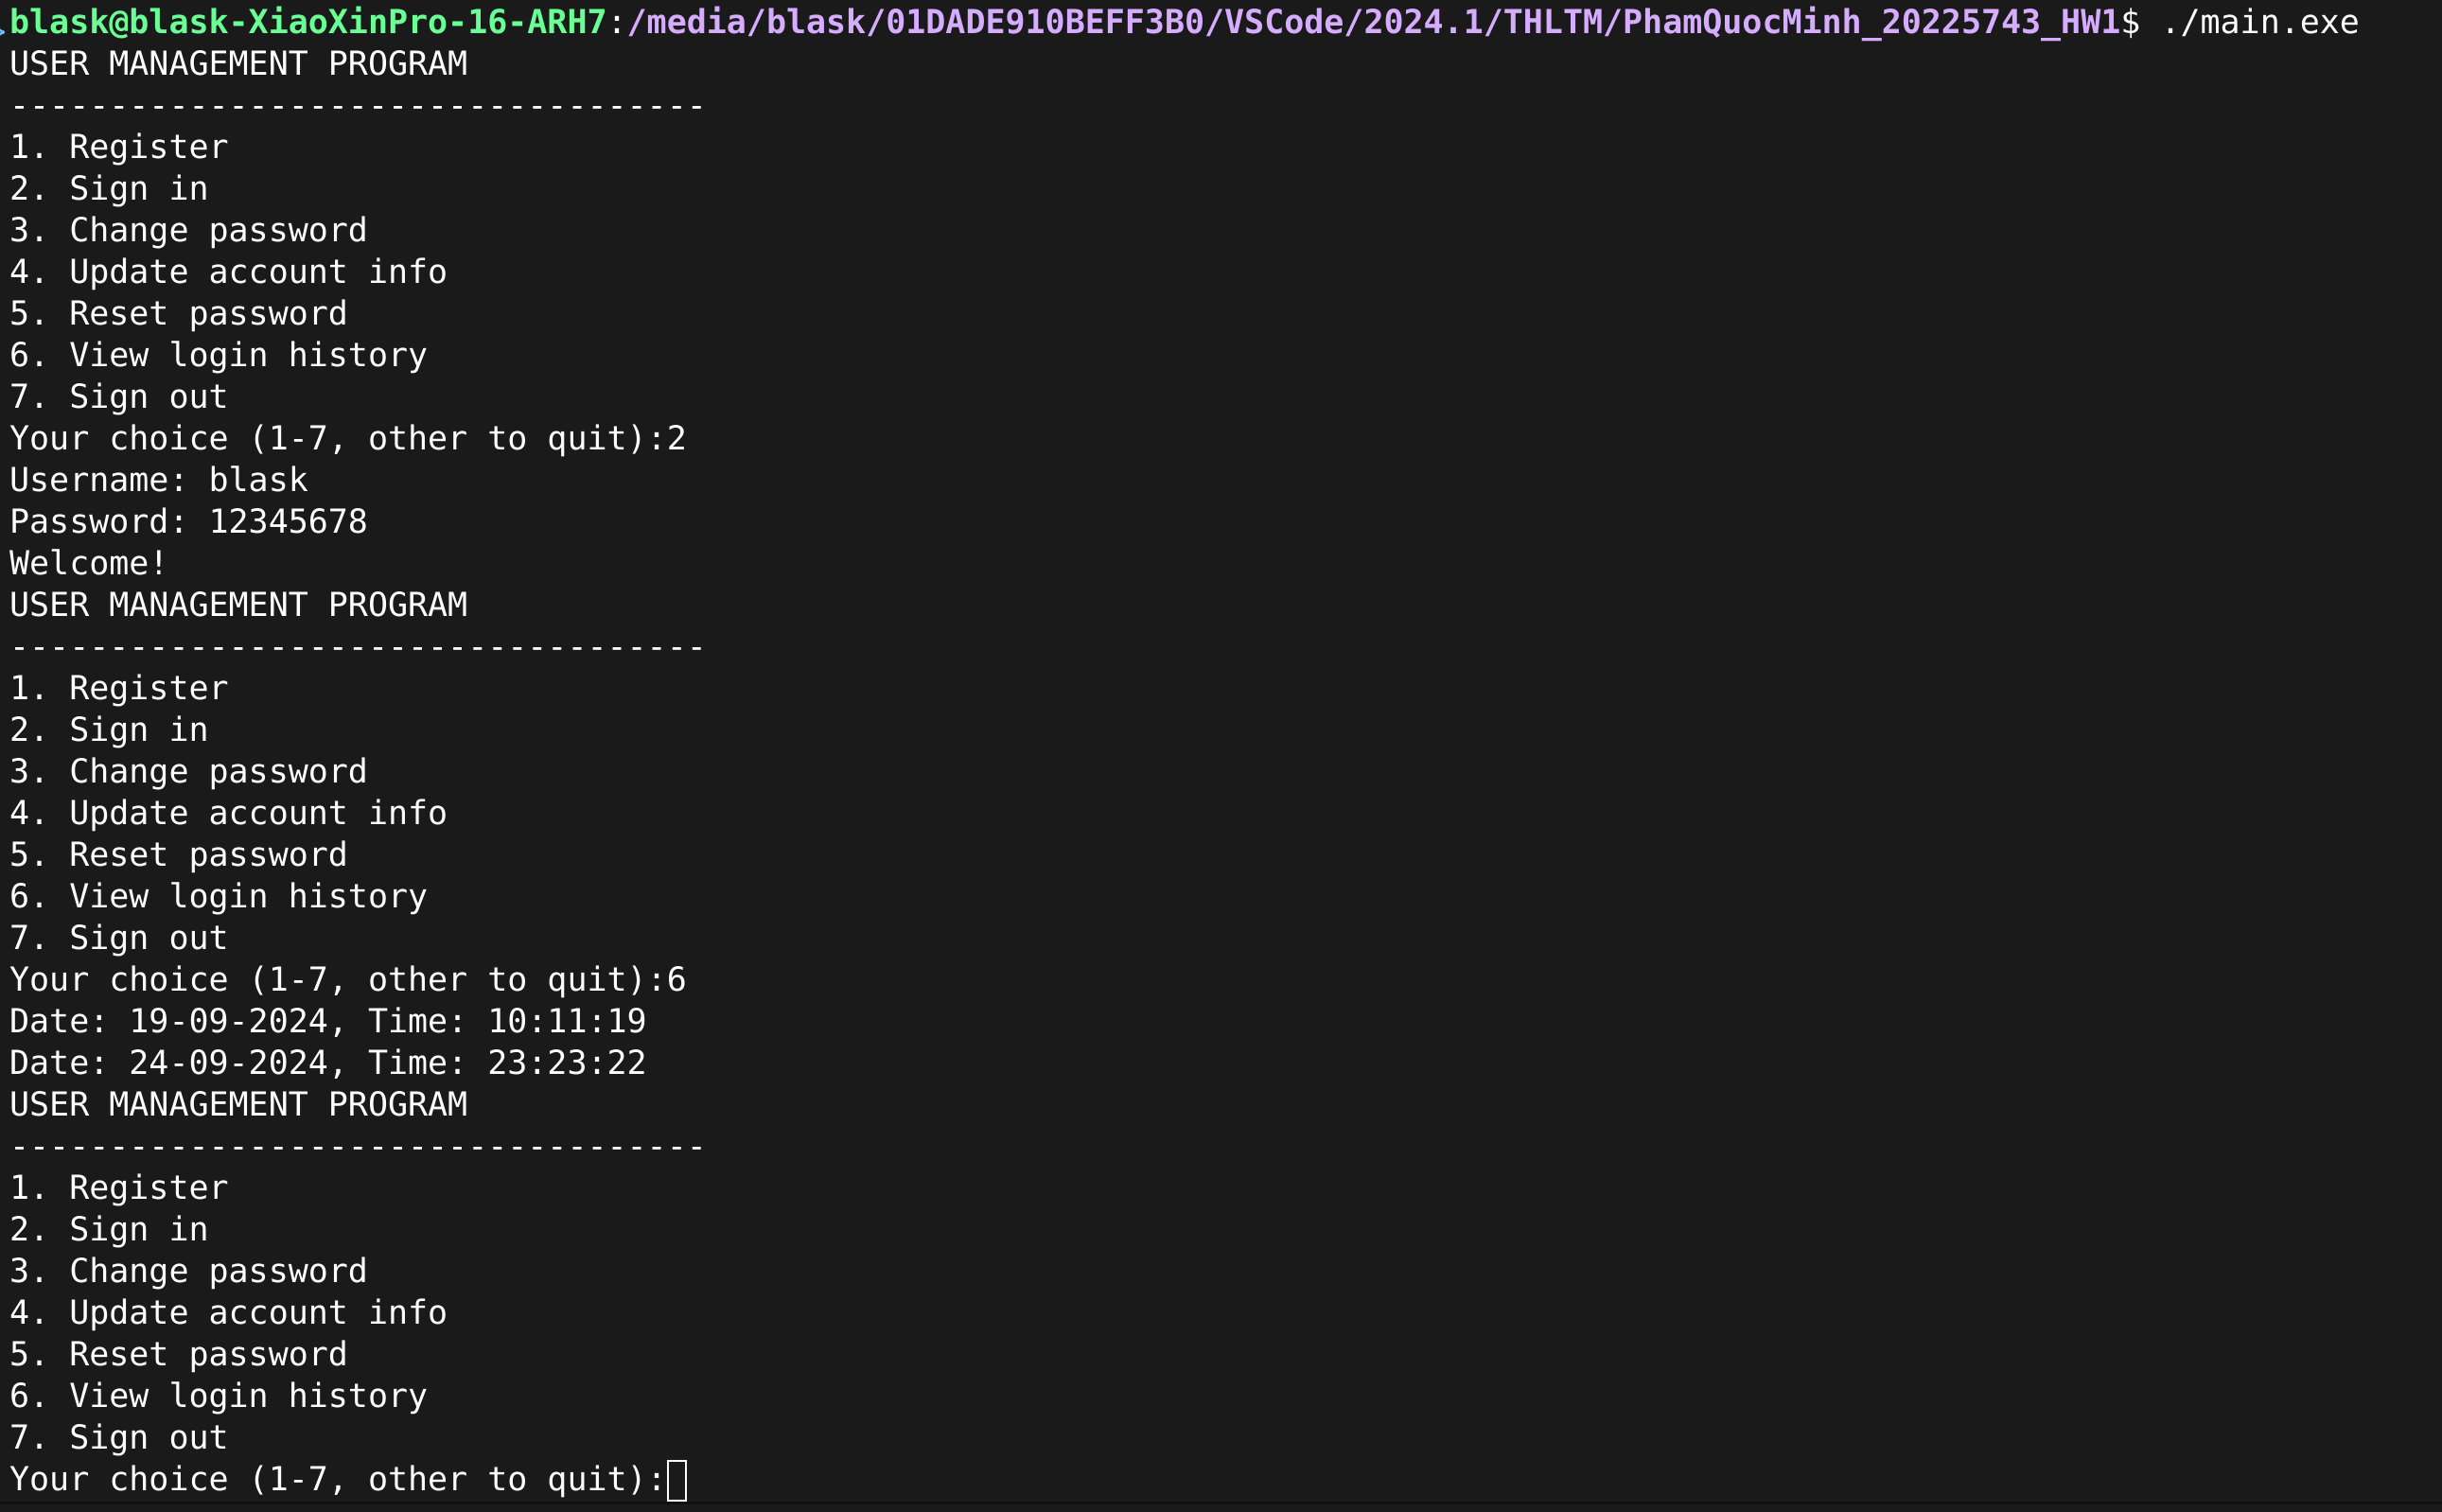 blask@blask-XiaoXinPro-16-ARH7:/media/blask/01DADE910BEFF3B0/VSCode/2024.1/THLTM/PhamQuocMinh_20225743_HW1$ ./main.exe
USER MANAGEMENT PROGRAM
-----------------------------------
1. Register
2. Sign in
3. Change password
4. Update account info
5. Reset password
6. View login history
7. Sign out
Your choice (1-7, other to quit):2
Username: blask
Password: 12345678
Welcome!
USER MANAGEMENT PROGRAM
-----------------------------------
1. Register
2. Sign in
3. Change password
4. Update account info
5. Reset password
6. View login history
7. Sign out
Your choice (1-7, other to quit):6
Date: 19-09-2024, Time: 10:11:19
Date: 24-09-2024, Time: 23:23:22
USER MANAGEMENT PROGRAM
-----------------------------------
1. Register
2. Sign in
3. Change password
4. Update account info
5. Reset password
6. View login history
7. Sign out
Your choice (1-7, other to quit):